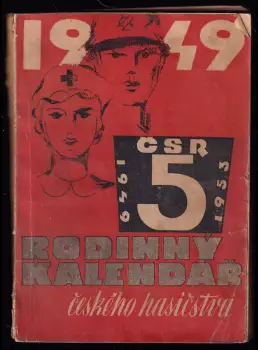 1949
ČSR
1949 5 1953
RODINNÝ
KALENDÁŘ
českého hasičstva